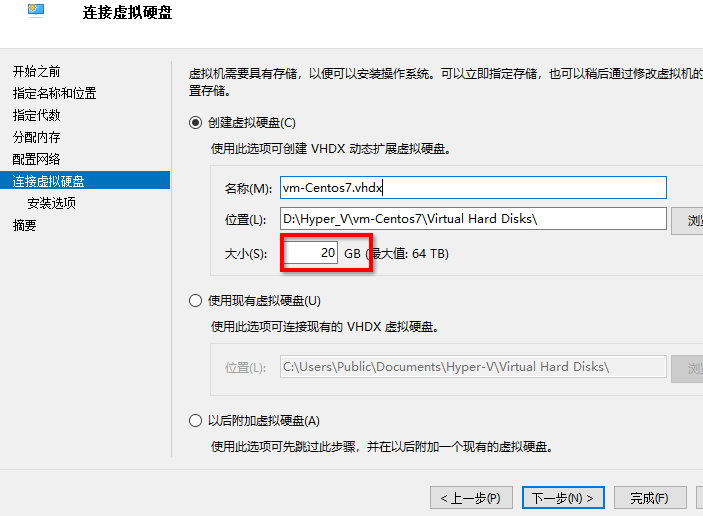 连接虚拟硬盘
开始之前
指定名称和位置
指定代数
分配内存
配置网络
连接虚拟硬盘
安装选项
摘要
虚拟机需要具有存储，以便可以安装操作系统。可以立即指定存储，也可以稍后通过修改虚拟机的
置存储。
创建虚拟硬盘(C)
使用此选项可创建 VHDX 动态扩展虚拟硬盘。
名称(M): vm-Centos7.vhdx
位置(L): D:\Hyper_V\vm-Centos7\Virtual Hard Disks\ 浏
大小(S): 20 GB (最大值: 64 TB)
使用现有虚拟硬盘(U)
使用此选项可连接现有的 VHDX 虚拟硬盘。
位置(L): C:\Users\Public\Documents\Hyper-V\Virtual Hard Disks\ 浏
以后附加虚拟硬盘(A)
使用此选项可先跳过此步骤，并在以后附加一个现有的虚拟硬盘。
< 上一步(P) 下一步(N) > 完成(F)